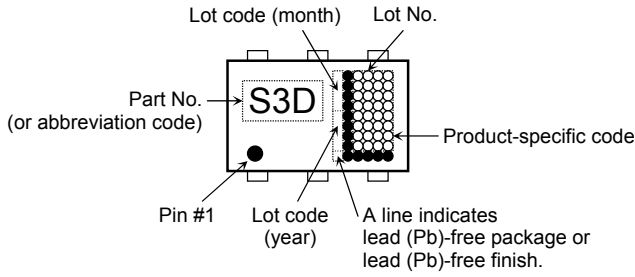 Lot code (month)
Lot No.
Part No.
(or abbreviation code)
S3D
Product-specific code
Pin #1
Lot code
(year)
A line indicates
lead (Pb)-free package or
lead (Pb)-free finish.